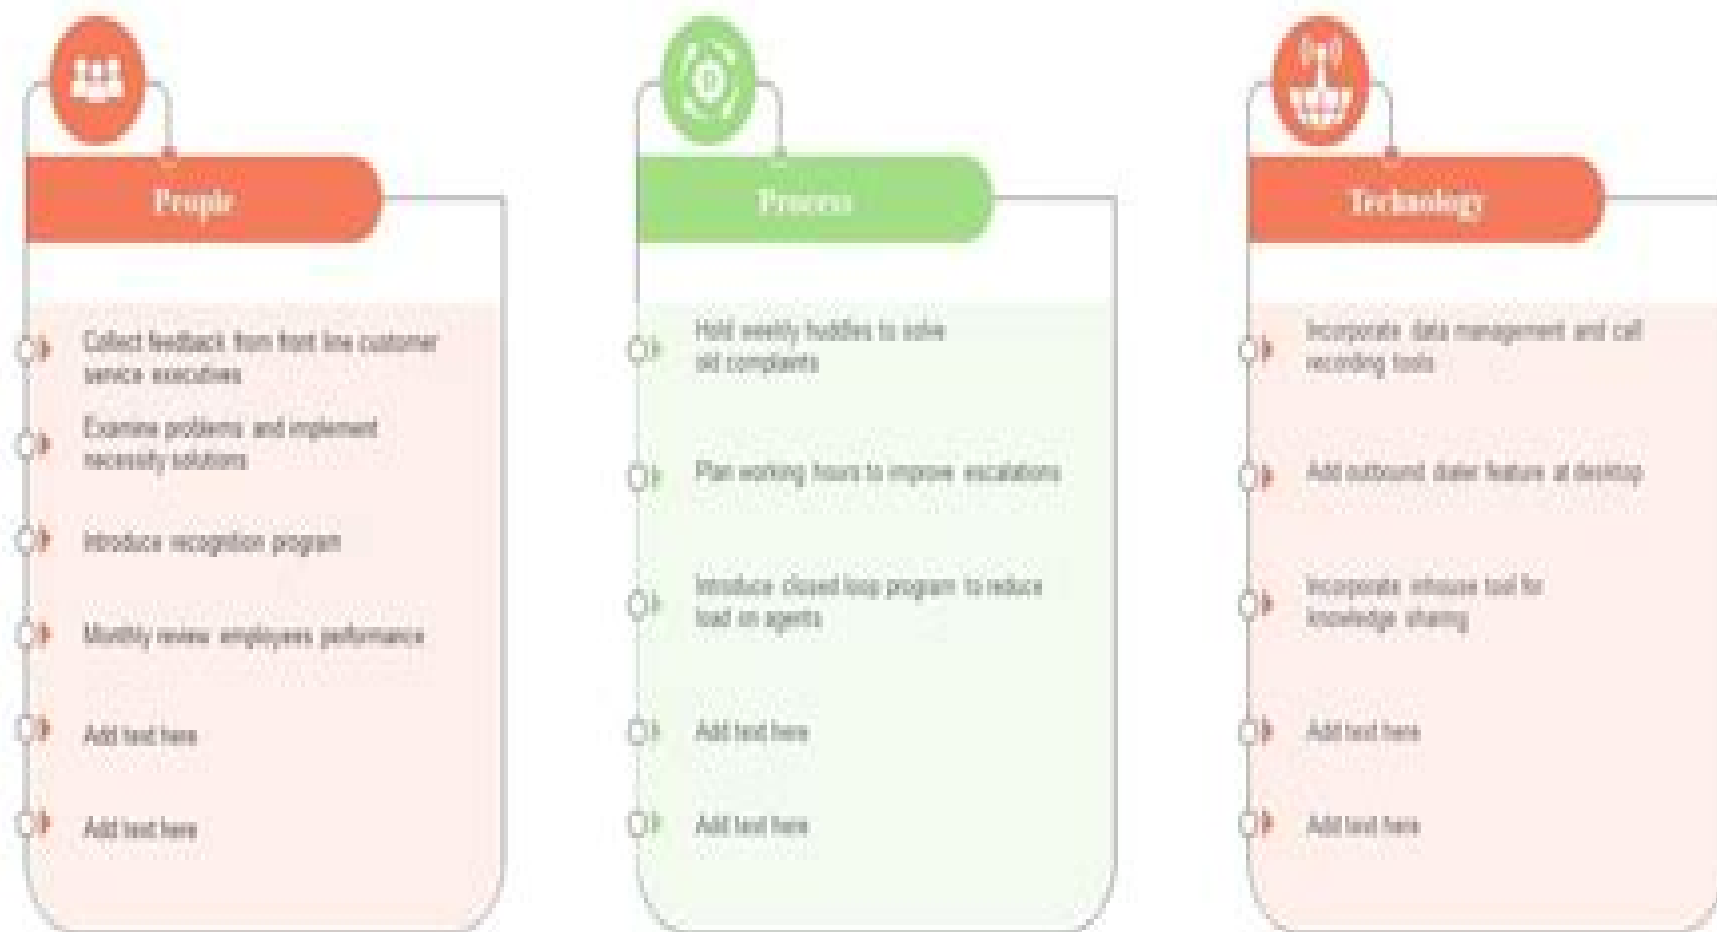 People
Collect feedback from front line customer
service executives
Examine problems and implement
necessity solutions
Introduce recognition program
Monthly review employees performance
Add text here
Add text here
Process
Hold weekly huddles to solve
old complaints
Plan working hours to improve escalations
Introduce closed loop program to reduce
load on agents
Add text here
Add text here
Technology
Incorporate data management and call
recording tools
Add outbound dialer feature at desktop
Incorporate inhouse tool for
knowledge sharing
Add text here
Add text here